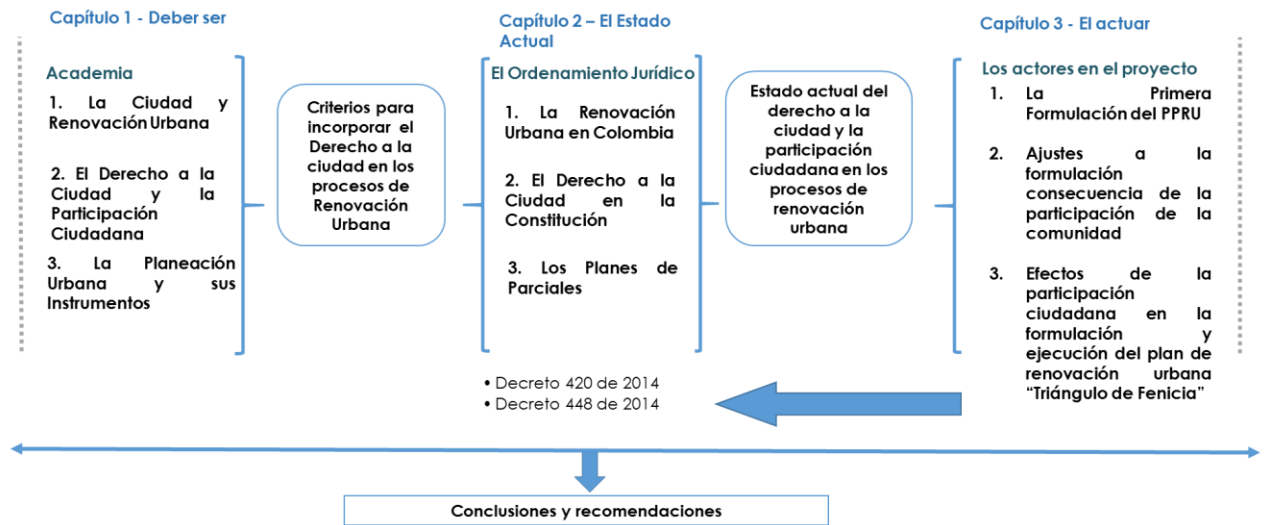 Capítulo 1 - Deber ser
Academia
1. La Ciudad y
Renovación Urbana
2. El Derecho a la
Ciudad y la
Participación
Ciudadana
3. La Planeación
Urbana y sus
Instrumentos
Criterios para
incorporar el
Derecho a la
ciudad en los
procesos de
Renovación
Urbana
Capítulo 2 – El Estado
Actual
El Ordenamiento Jurídico
1. La Renovación
Urbana en Colombia
2. El Derecho a la
Ciudad en la
Constitución
3. Los Planes de
Parciales
• Decreto 420 de 2014
• Decreto 448 de 2014
Estado actual del
derecho a la
ciudad y la
participación
ciudadana en los
procesos de
renovación
urbana
Capítulo 3 - El actuar
Los actores en el proyecto
1. La Primera
Formulación del PPRU
2. Ajustes a la
formulación
consecuencia de la
participación de la
comunidad
3. Efectos de la
participación
ciudadana en la
formulación y
ejecución del plan de
renovación urbana
“Triángulo de Fenicia”
Conclusiones y recomendaciones